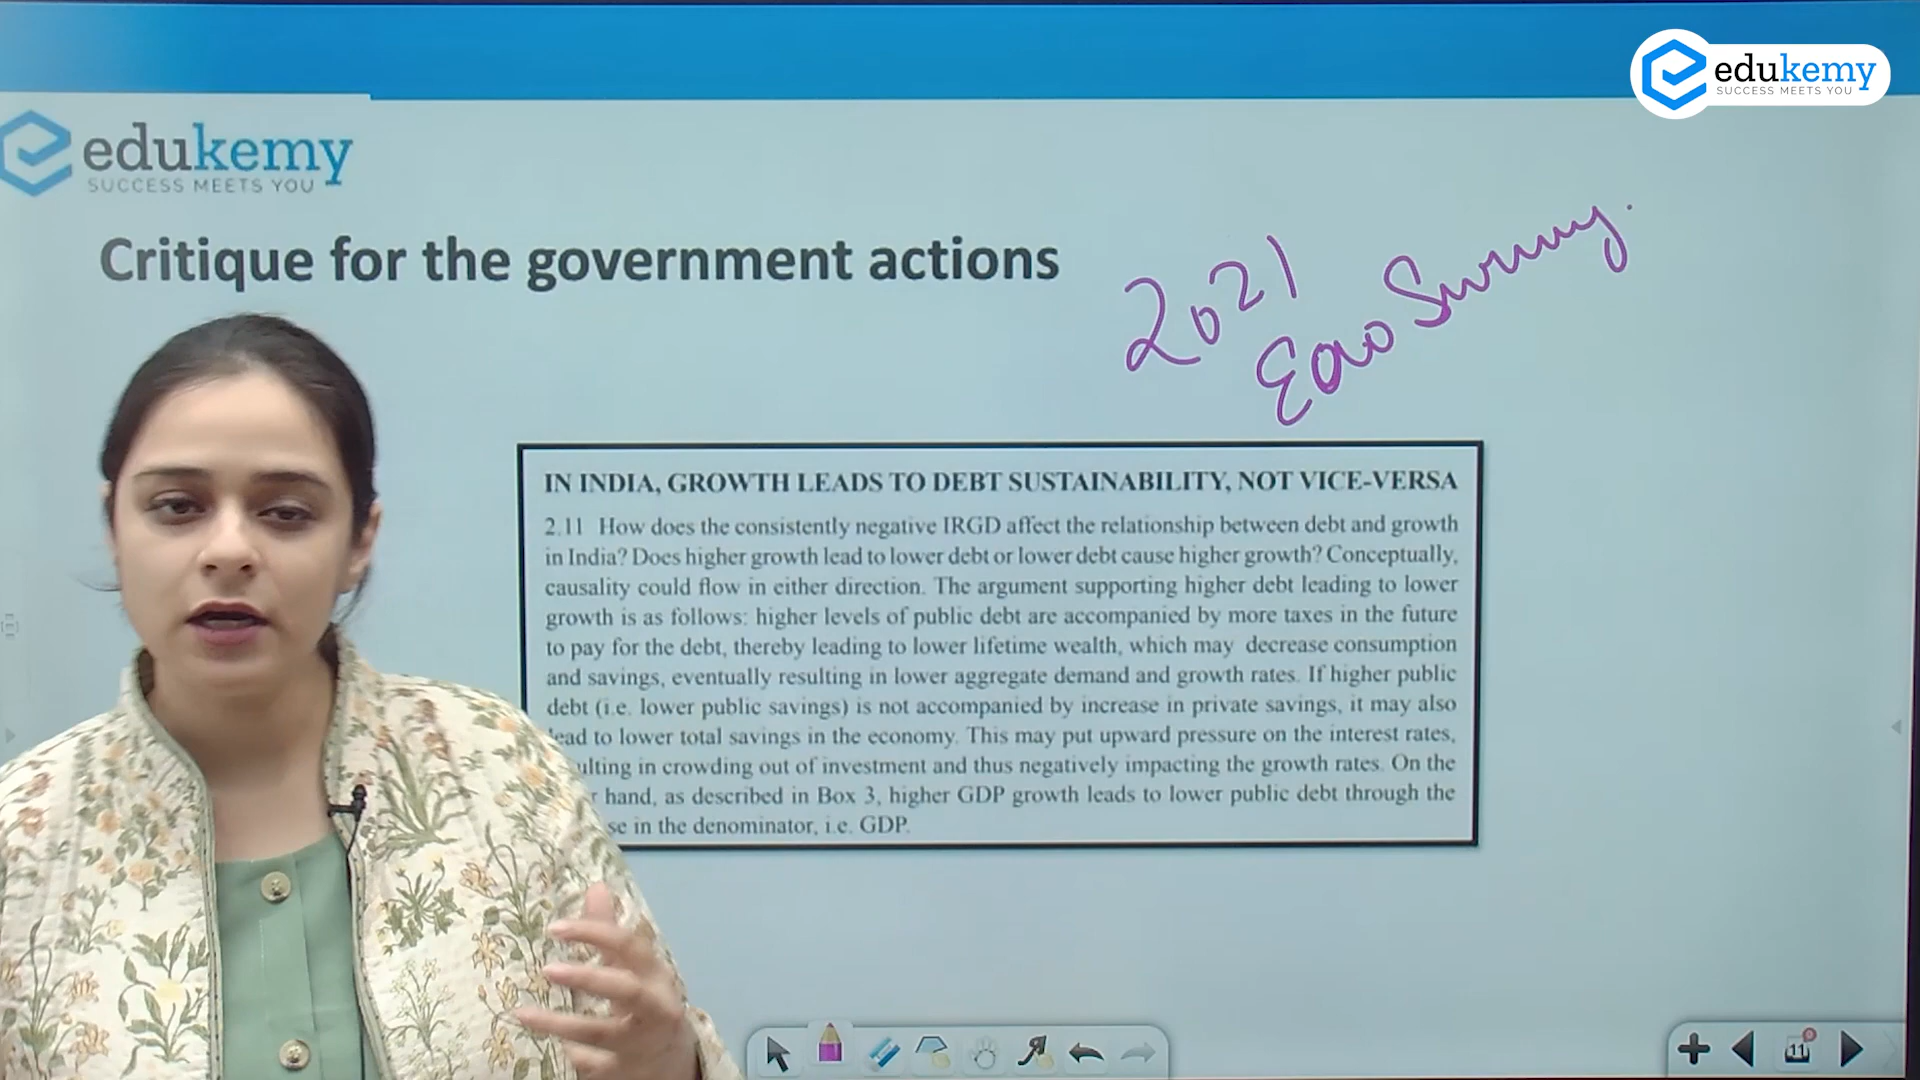 edukemy
SUCCESS MEETS YOU
edukemy
SUCCESS MEETS YOU
Critique for the government actions
2021
Eco Survey.
IN INDIA, GROWTH LEADS TO DEBT SUSTAINABILITY, NOT VICE-VERSA
2.11 How does the consistently negative IRGD affect the relationship between debt and growth
in India? Does higher growth lead to lower debt or lower debt cause higher growth? Conceptually,
causality could flow in either direction. The argument supporting higher debt leading to lower
growth is as follows: higher levels of public debt are accompanied by more taxes in the future
to pay for the debt, thereby leading to lower lifetime wealth, which may decrease consumption
and savings, eventually resulting in lower aggregate demand and growth rates. If higher public
debt (i.e. lower public savings) is not accompanied by increase in private savings, it may also
lead to lower total savings in the economy. This may put upward pressure on the interest rates,
ulting in crowding out of investment and thus negatively impacting the growth rates. On the
r hand, as described in Box 3, higher GDP growth leads to lower public debt through the
se in the denominator, i.e. GDP.
11